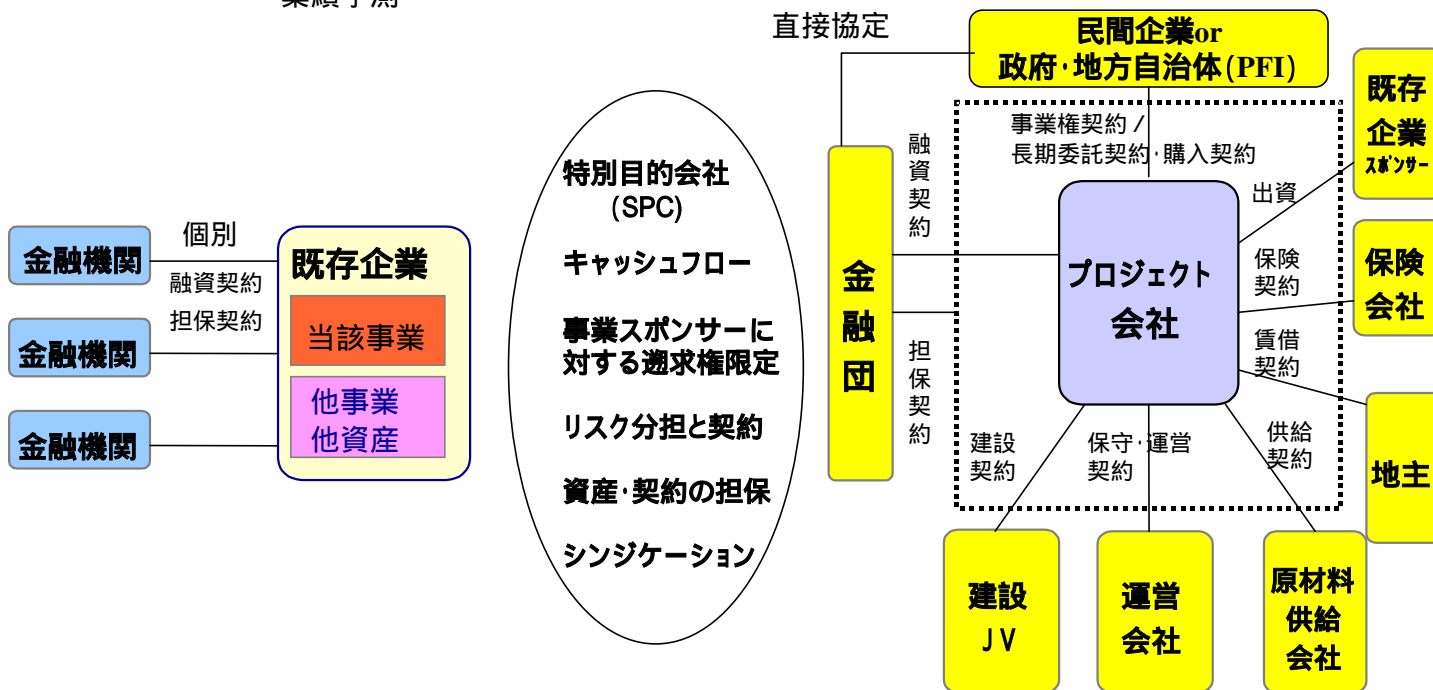 業績予測
直接協定
民間企業or
政府·地方自治体(PFI)
既存
企業
スポンサー
事業権契約 /
長期委託契約·購入契約
融
資
契
約
特別目的会社
(SPC)
キャッシュフロー
事業スポンサーに
対する遡求権限定
リスク分担と契約
資産·契約の担保
シンジケーション
出資
プロジェクト
会社
保険
契約
保険
会社
賃借
契約
地主
金
融
団
担
保
契
約
金融機関
個別
融資契約
担保契約
金融機関
金融機関
既存企業
当該事業
他事業
他資産
建設
契約
保守·運営
契約
供給
契約
建設
JV
運営
会社
原材料
供給
会社